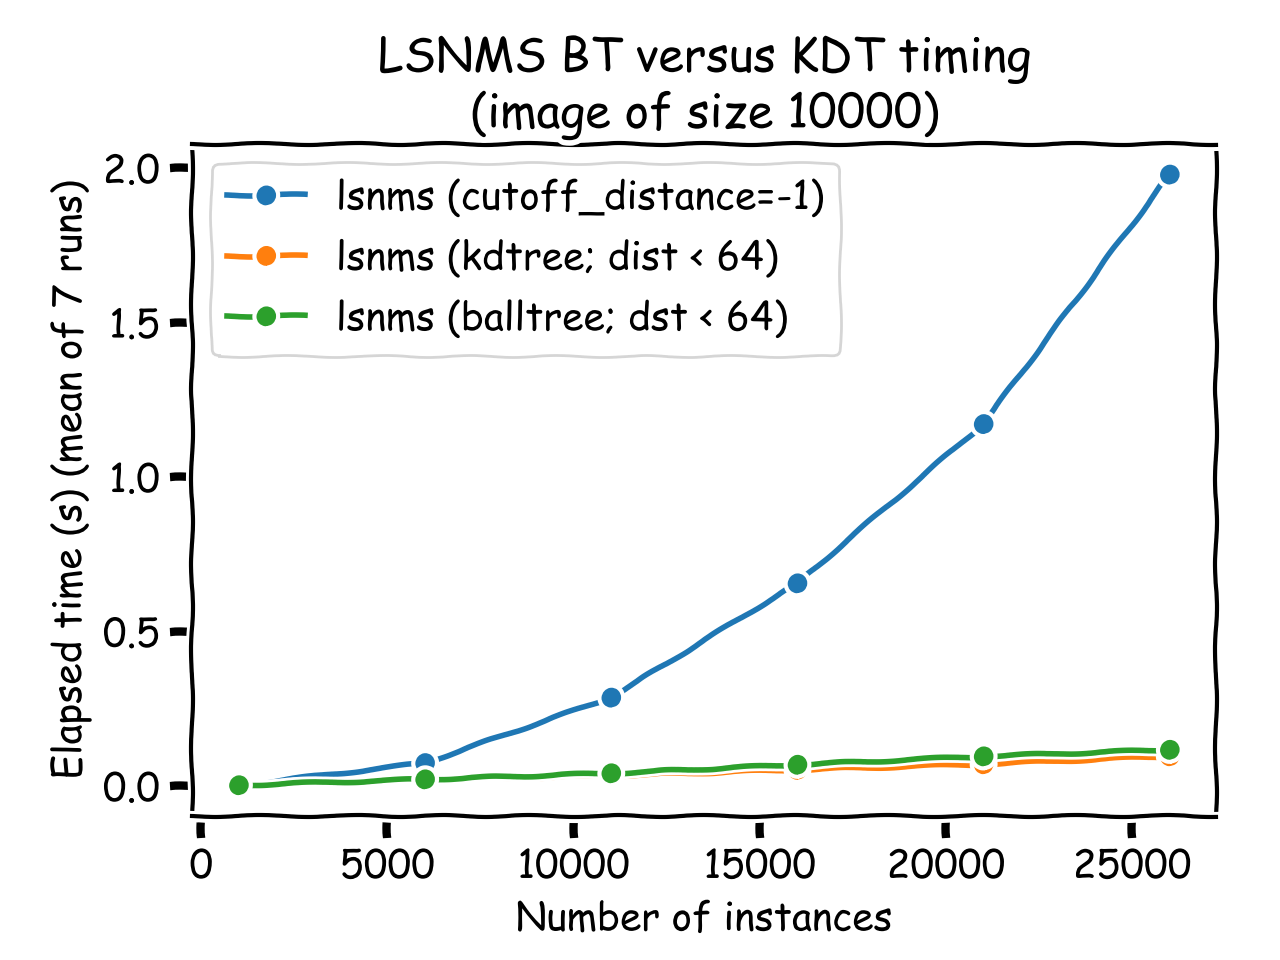 LSNMS BT versus KDT timing
(image of size 10000)
lsnms (cutoff_distance=-1)
lsnms (kdtree; dist < 64)
lsnms (balltree; dst < 64)
Elapsed time (s) (mean of 7 runs)
2.0
1.5
1.0
0.5
0.0
0 5000 10000 15000 20000 25000
Number of instances